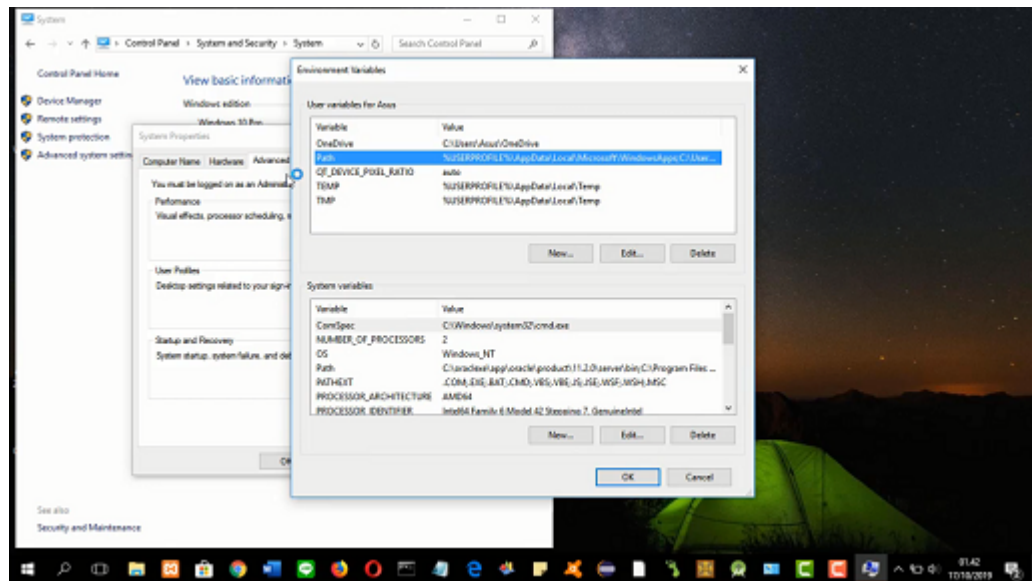 System
Control Panel › System and Security › System
Search Control Panel
Control Panel Home
View basic informati
Device Manager
Windows edition
Remote settings
Windows 10 Pro
System protection
Advanced system settin
System Properties
Computer Name Hardware Advanced
You must be logged on as an Administ
Performance
Visual effects, processor scheduling, m
User Profiles
Desktop settings related to your sign-in
Startup and Recovery
System startup, system failure, and deb
See also
Security and Maintenance
Environment Variables
User variables for Asus
Variable Value
OneDrive C:\Users\Asus\OneDrive
Path %USERPROFILE%\AppData\Local\Microsoft\WindowsApps;C:\User...
QT_DEVICE_PIXEL_RATIO auto
TEMP %USERPROFILE%\AppData\Local\Temp
TMP %USERPROFILE%\AppData\Local\Temp
New... Edit... Delete
System variables
Variable Value
ComSpec C:\Windows\system32\cmd.exe
NUMBER_OF_PROCESSORS 2
OS Windows_NT
Path C:\oraclexe\app\oracle\product\11.2.0\server\bin;C:\Program Files ...
PATHEXT .COM;.EXE;.BAT;.CMD;.VBS;.VBE;.JS;.JSE;.WSF;.WSH;.MSC
PROCESSOR_ARCHITECTURE AMD64
PROCESSOR_IDENTIFIER Intel64 Family 6 Model 42 Stepping 7, GenuineIntel
New... Edit... Delete
OK Cancel
01.42
17/10/2019